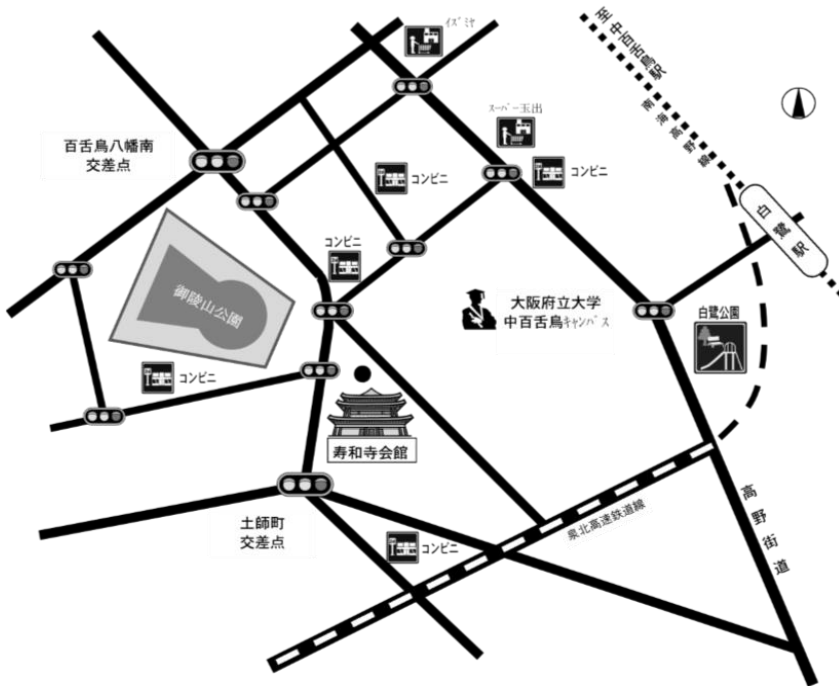 イズミヤ
至中百舌鳥駅
南海高野線
スーパー玉出
百舌鳥八幡南
交差点
コンビニ
コンビニ
白鷺駅
コンビニ
御陵山公園
大阪府立大学
中百舌鳥キャンパス
白鷺公園
コンビニ
寿和寺会館
高野街道
泉北高速鉄道線
土師町
交差点
コンビニ